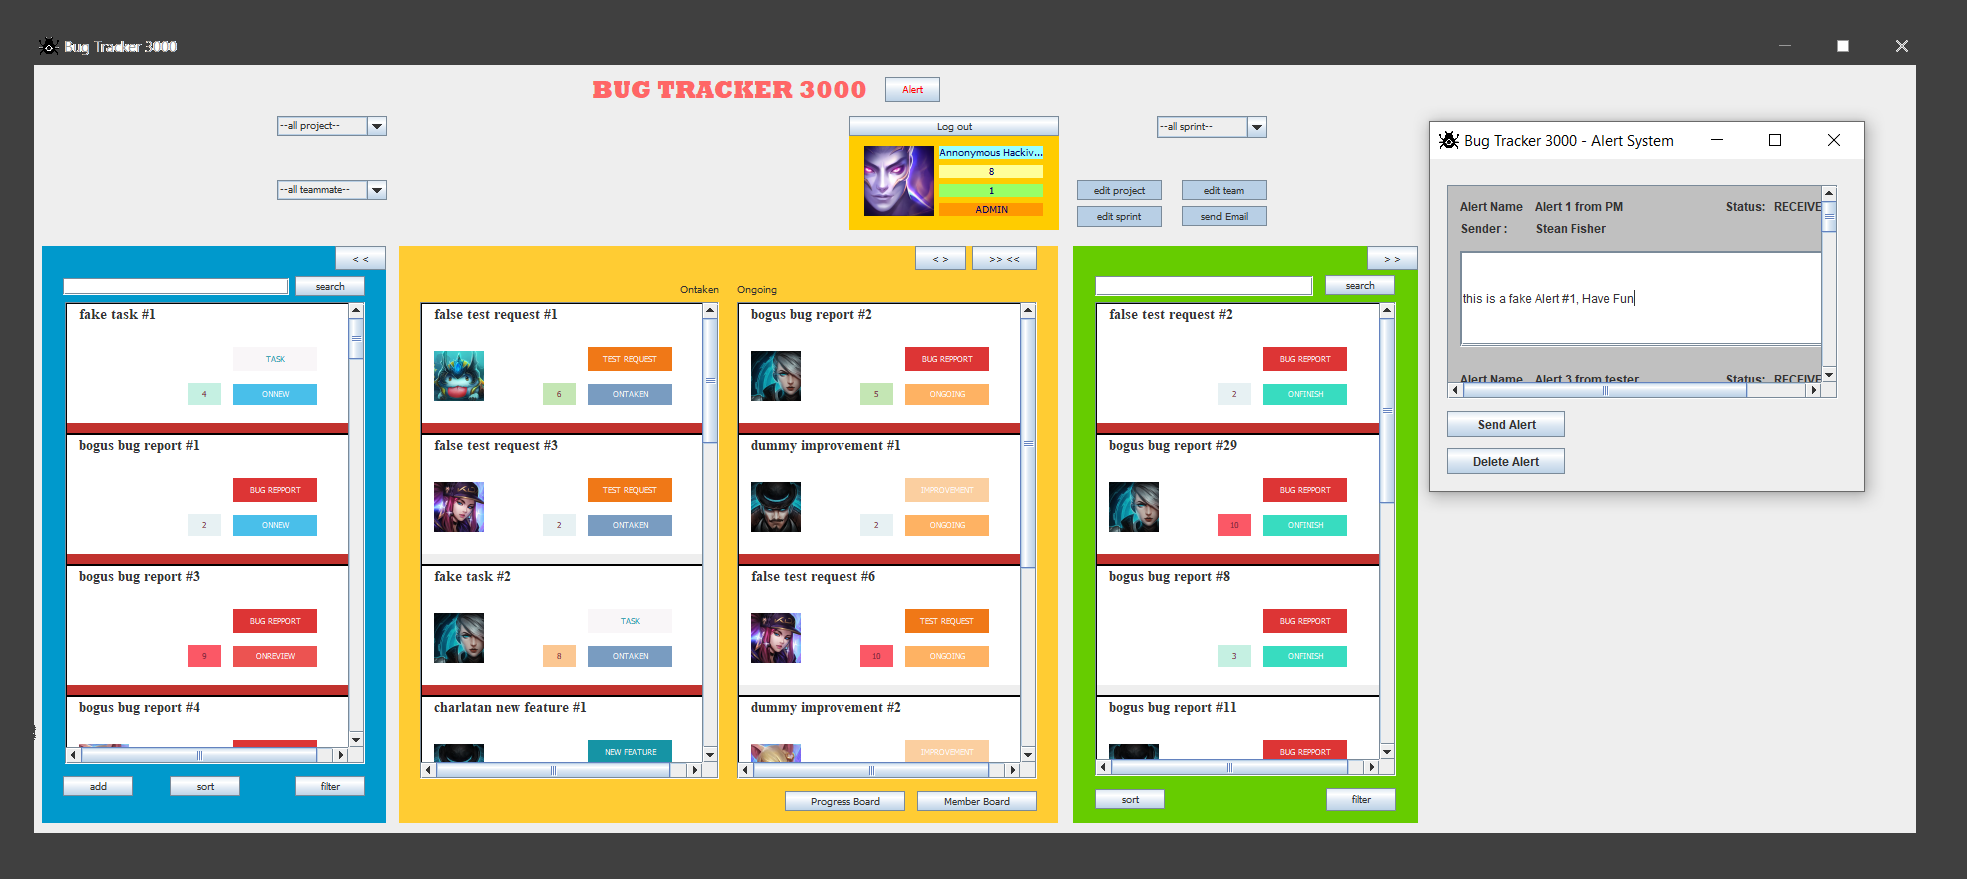 Bug Tracker 3000
BUG TRACKER 3000
Alert
--all project--
Log out
--all sprint--
Annonymous Hackiv...
8
1
ADMIN
--all teammate--
edit project
edit team
edit sprint
send Email
< <
search
fake task #1
TASK
4
ONNEW
bogus bug report #1
BUG REPPORT
2
ONNEW
bogus bug report #3
BUG REPPORT
9
ONREVIEW
bogus bug report #4
add
sort
filter
< >
>> <<
Ontaken
Ongoing
false test request #1
TEST REQUEST
6
ONTAKEN
false test request #3
TEST REQUEST
2
ONTAKEN
fake task #2
TASK
8
ONTAKEN
charlatan new feature #1
NEW FEATURE
bogus bug report #2
BUG REPPORT
5
ONGOING
dummy improvement #1
IMPROVEMENT
2
ONGOING
false test request #6
TEST REQUEST
10
ONGOING
dummy improvement #2
IMPROVEMENT
Progress Board
Member Board
> >
search
false test request #2
BUG REPPORT
2
ONFINISH
bogus bug report #29
BUG REPPORT
10
ONFINISH
bogus bug report #8
BUG REPPORT
3
ONFINISH
bogus bug report #11
BUG REPPORT
sort
filter
Bug Tracker 3000 - Alert System
Alert Name Alert 1 from PM Status: RECEIVE
Sender : Stean Fisher
this is a fake Alert #1, Have Fun
Alert Name Alert 3 from tester Status: RECEIVE
Send Alert
Delete Alert